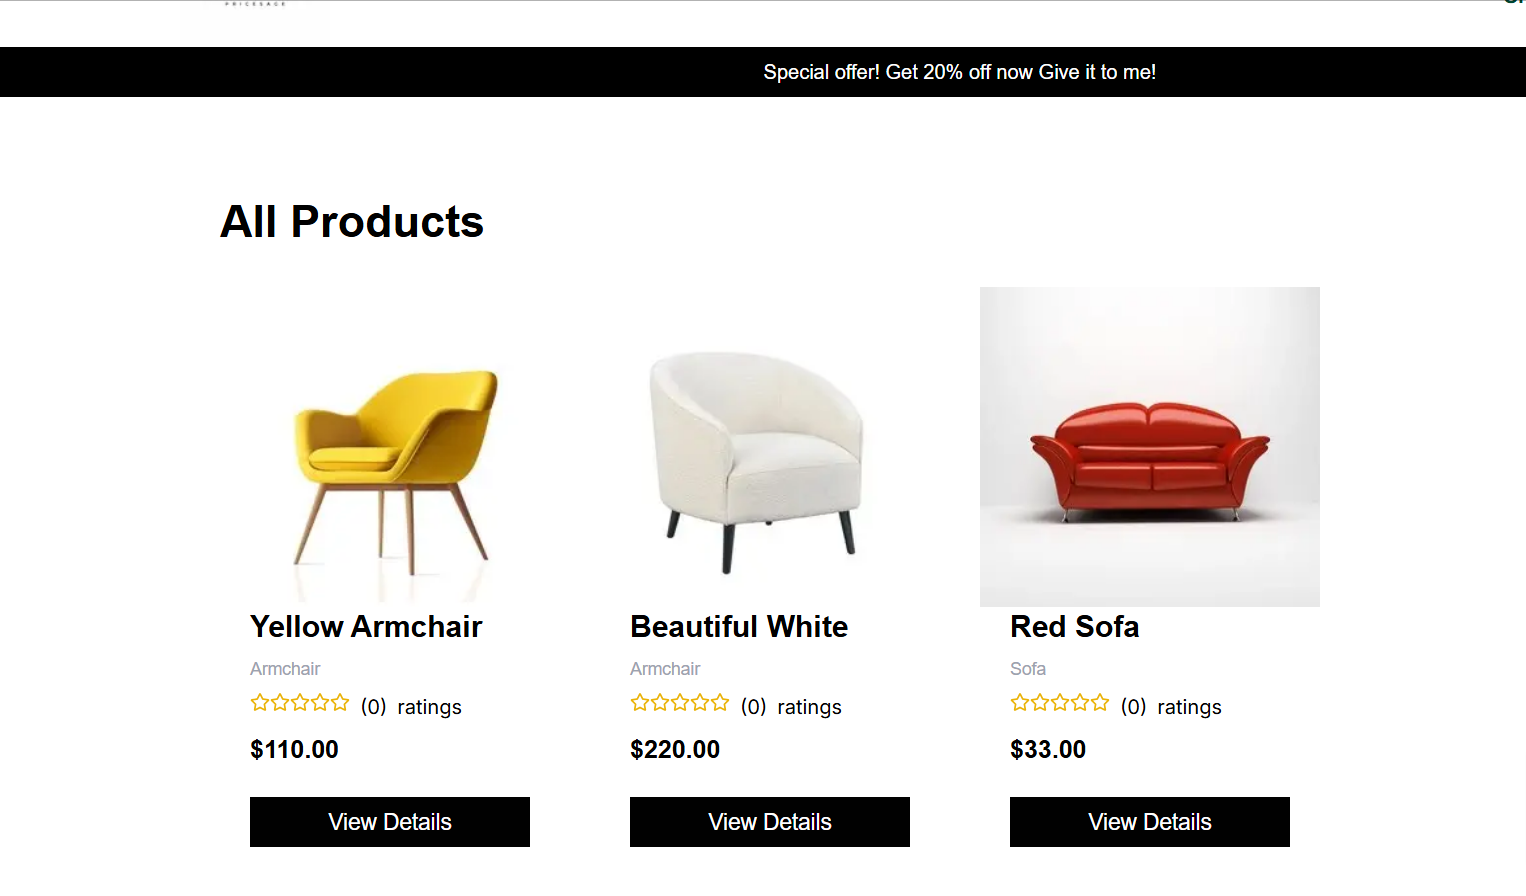 PRICESAGE
Special offer! Get 20% off now Give it to me!
All Products
Yellow Armchair
Armchair
(0) ratings
$110.00
View Details
Beautiful White
Armchair
(0) ratings
$220.00
View Details
Red Sofa
Sofa
(0) ratings
$33.00
View Details